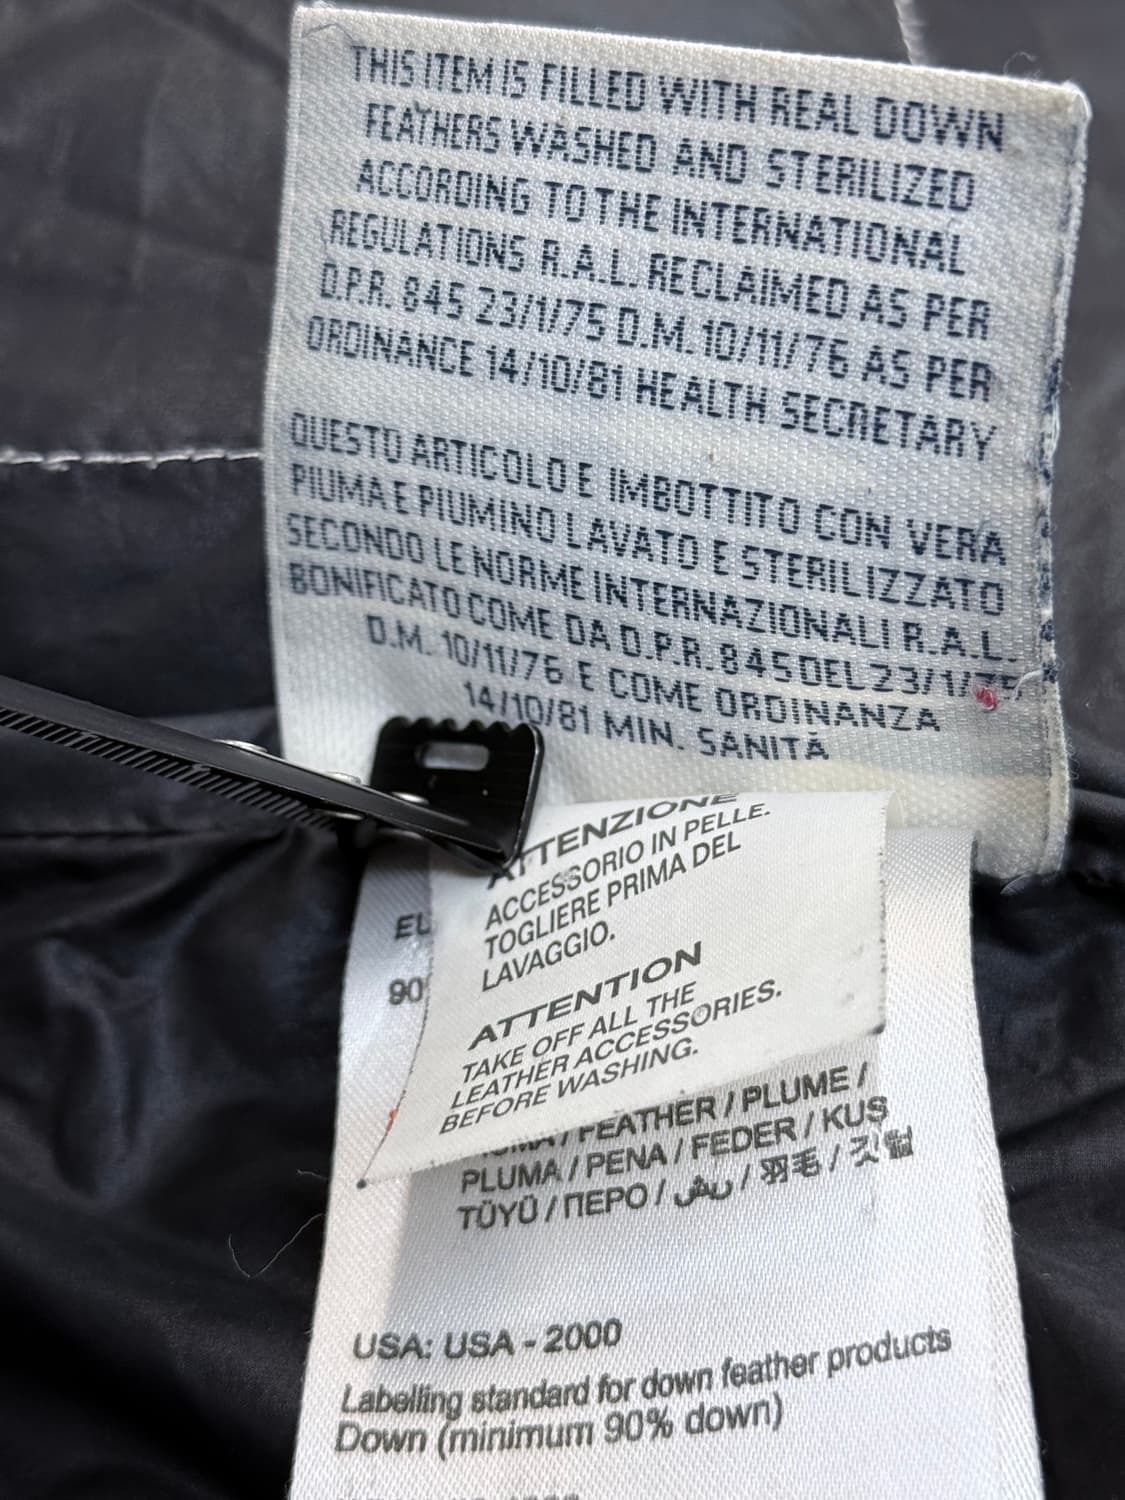 THIS ITEM IS FILLED WITH REAL DOWN
FEATHERS WASHED AND STERILIZED
ACCORDING TO THE INTERNATIONAL
REGULATIONS R.A.L. RECLAIMED AS PER
D.P.R. 845 23/1/75 D.M. 10/11/76 AS PER
ORDINANCE 14/10/81 HEALTH SECRETARY
QUESTO ARTICOLO E IMBOTTITO CON VERA
PIUMA E PIUMINO LAVATO E STERILIZZATO
SECONDO LE NORME INTERNAZIONALI R.A.L.
BONIFICATO COME DA D.P.R. 845 DEL 23/1/75
D.M. 10/11/76 E COME ORDINANZA
14/10/81 MIN. SANITÀ
ATTENZIONE
ACCESSORIO IN PELLE.
TOGLIERE PRIMA DEL
LAVAGGIO.
ATTENTION
TAKE OFF ALL THE
LEATHER ACCESSORIES.
BEFORE WASHING.
90
/ FEATHER / PLUME /
PLUMA / PENA / FEDER / KUŞ
TÜYÜ / ПЕРО / ريش / 羽毛 / 깃털
USA: USA - 2000
Labelling standard for down feather products
Down (minimum 90% down)